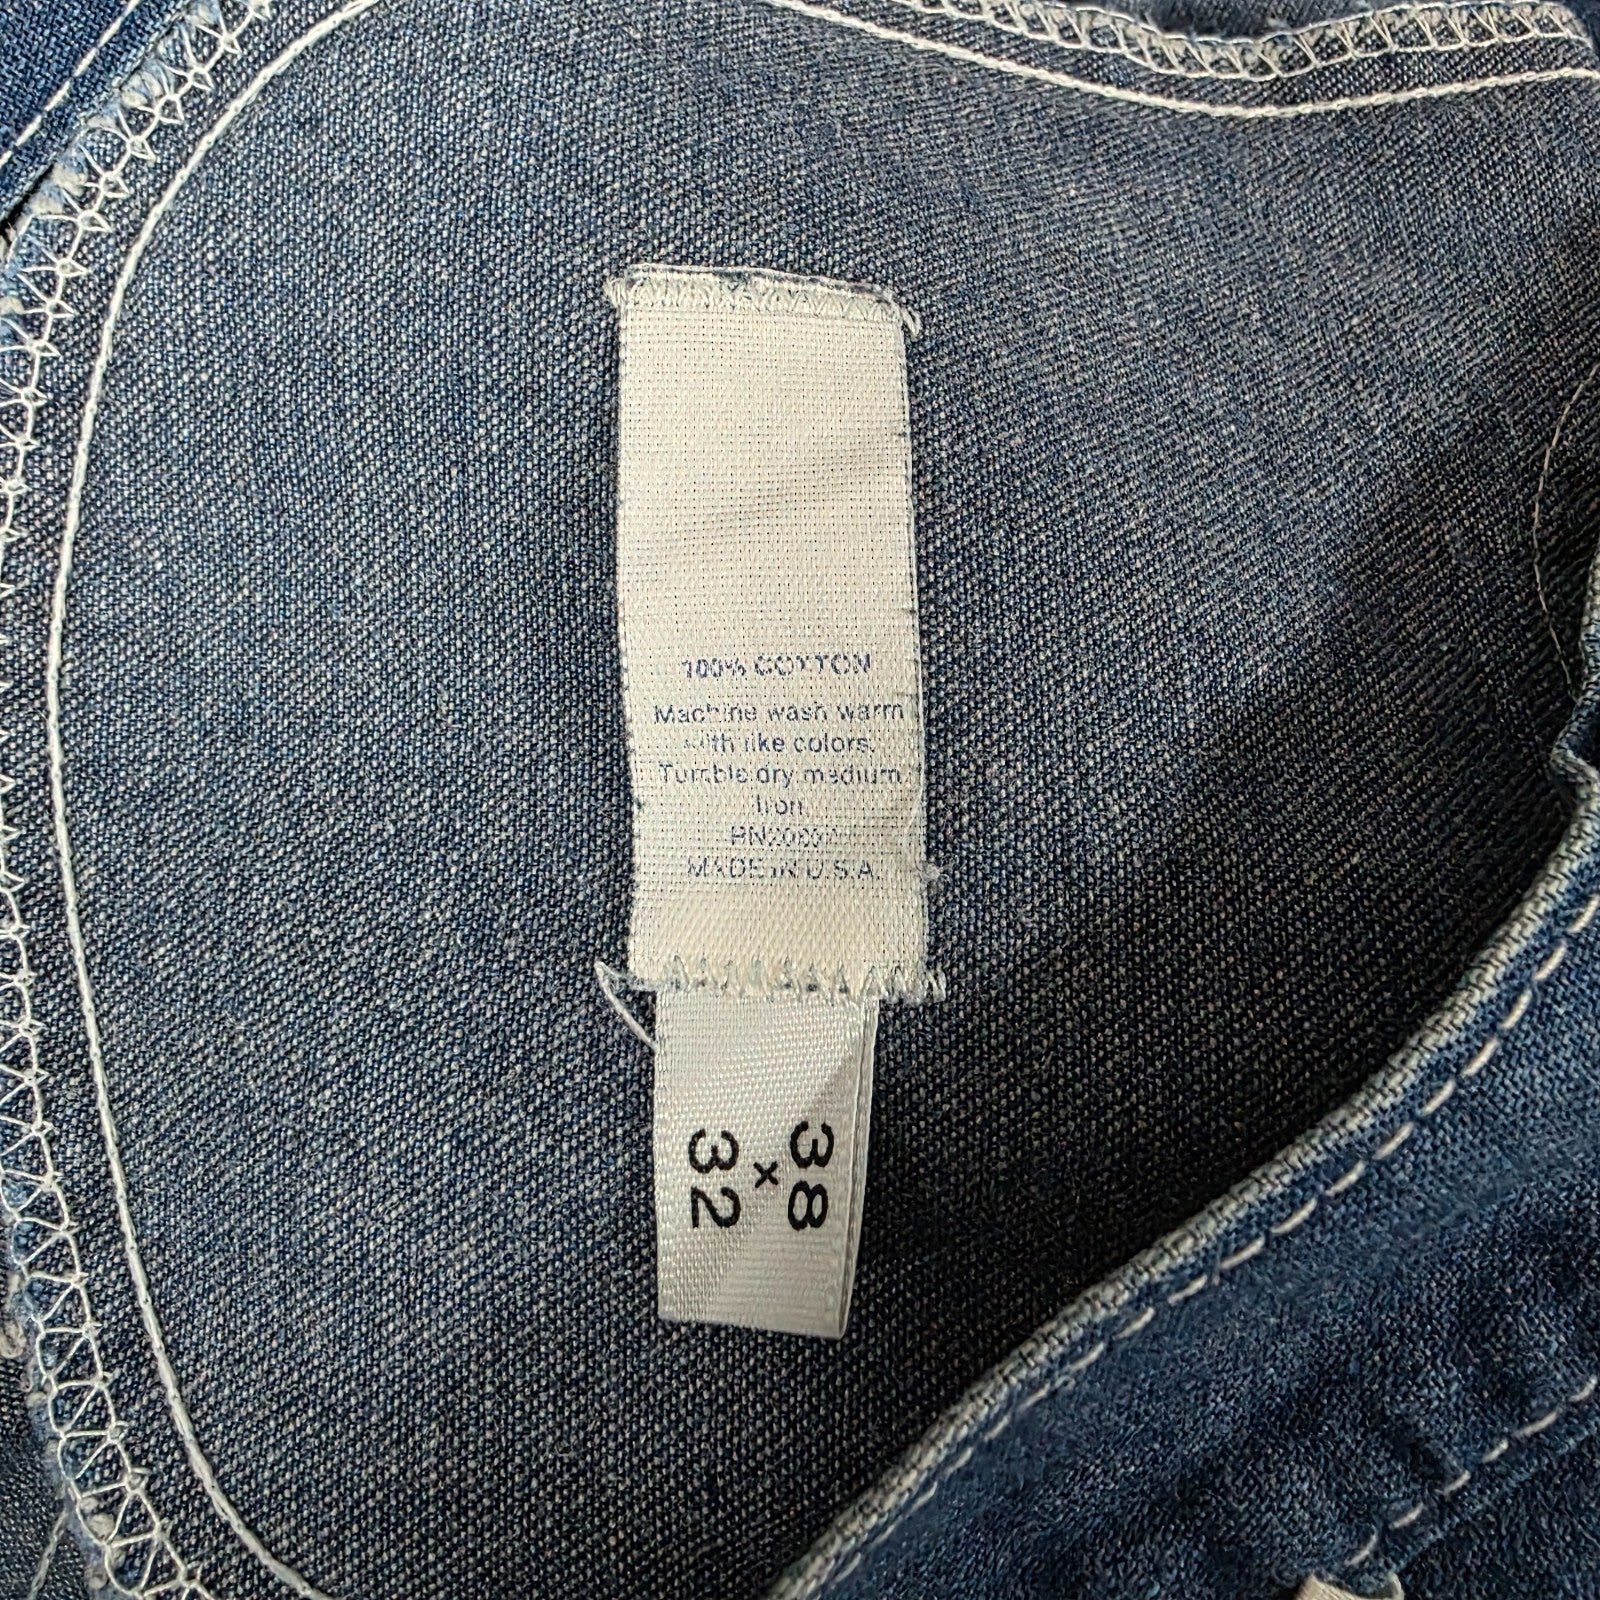 100% COTTON
Machine wash warm
with like colors.
Tumble dry medium
Iron
MADE IN U.S.A.
38
×
32